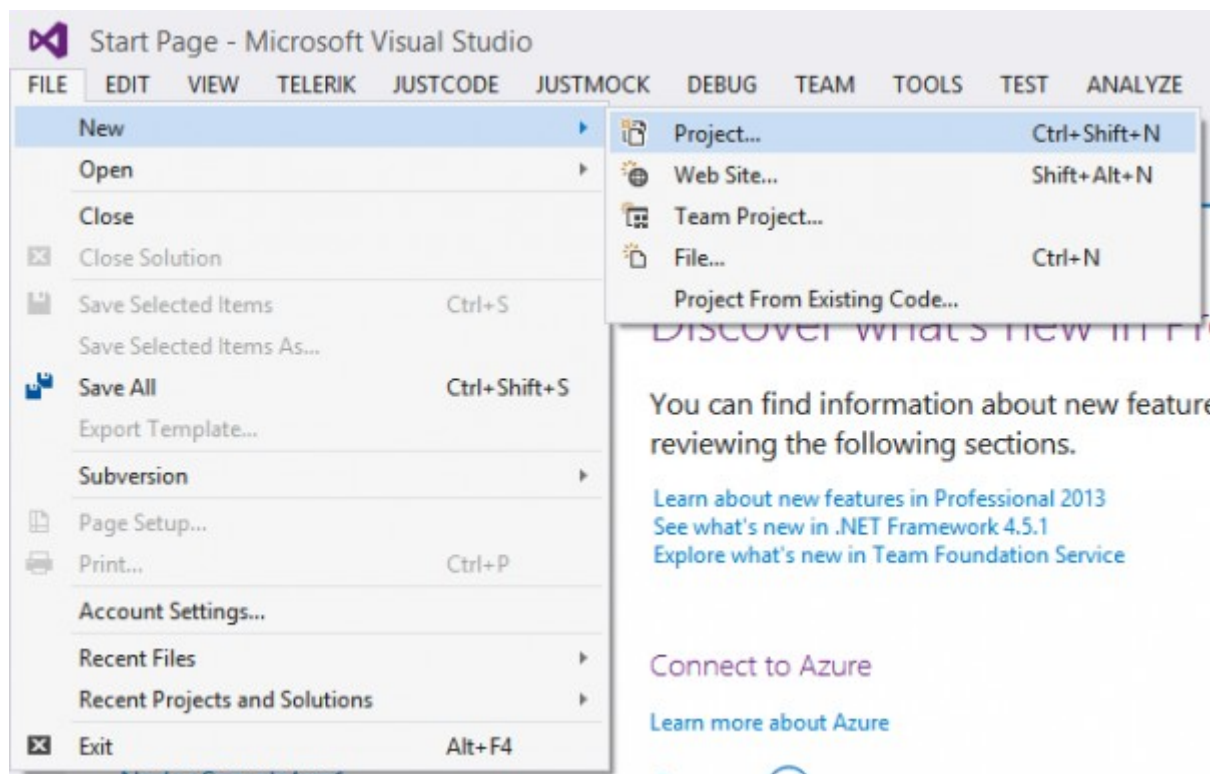 Start Page - Microsoft Visual Studio
FILE EDIT VIEW TELERIK JUSTCODE JUSTMOCK DEBUG TEAM TOOLS TEST ANALYZE
New
Open
Close
Close Solution
Save Selected Items Ctrl+S
Save Selected Items As...
Save All Ctrl+Shift+S
Export Template...
Subversion
Page Setup...
Print... Ctrl+P
Account Settings...
Recent Files
Recent Projects and Solutions
Exit Alt+F4
Project... Ctrl+Shift+N
Web Site... Shift+Alt+N
Team Project...
File... Ctrl+N
Project From Existing Code...
Discover what's new in
You can find information about new feature
reviewing the following sections.
Learn about new features in Professional 2013
See what's new in .NET Framework 4.5.1
Explore what's new in Team Foundation Service
Connect to Azure
Learn more about Azure